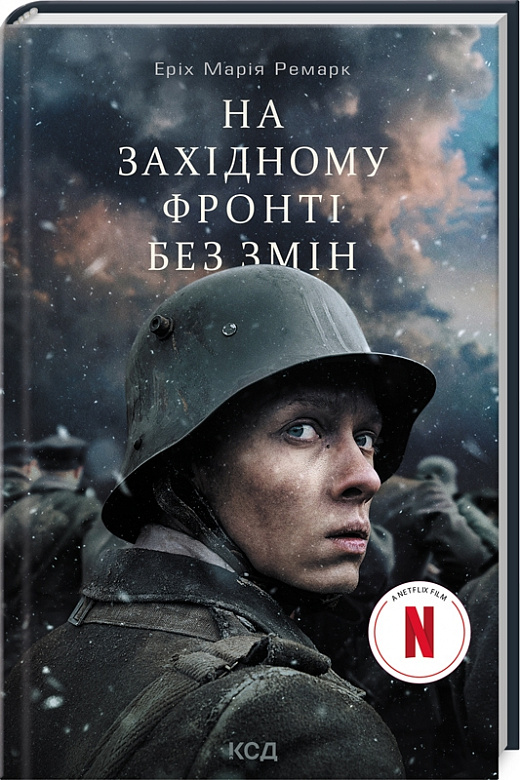 Еріх Марія Ремарк
НА
ЗАХІДНОМУ
ФРОНТІ
БЕЗ ЗМІН
A NETFLIX FILM
N
КСД